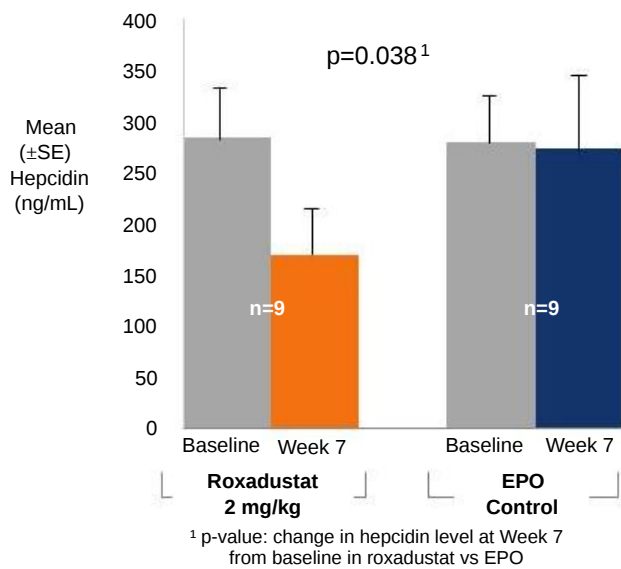 400
350
300
250
200
150
100
50
0
Mean
(±SE)
Hepcidin
(ng/mL)
p=0.038¹
n=9
n=9
Baseline Week 7 Baseline Week 7
Roxadustat
2 mg/kg
EPO
Control
¹ p-value: change in hepcidin level at Week 7
from baseline in roxadustat vs EPO